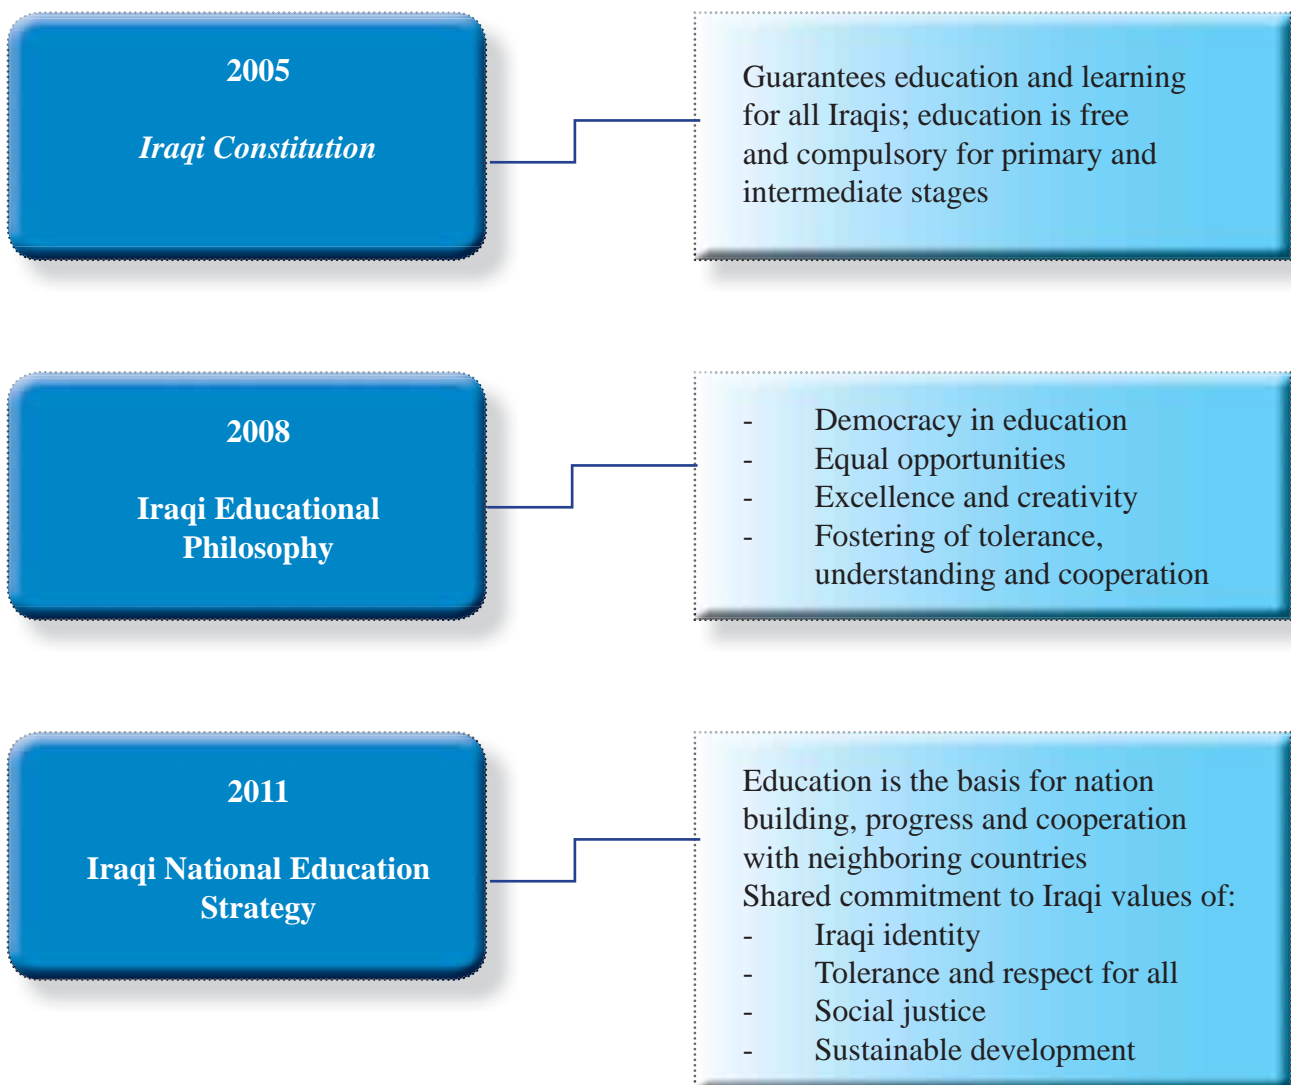 2005
Iraqi Constitution
Guarantees education and learning
for all Iraqis; education is free
and compulsory for primary and
intermediate stages
2008
Iraqi Educational
Philosophy
- Democracy in education
- Equal opportunities
- Excellence and creativity
- Fostering of tolerance,
understanding and cooperation
2011
Iraqi National Education
Strategy
Education is the basis for nation
building, progress and cooperation
with neighboring countries
Shared commitment to Iraqi values of:
- Iraqi identity
- Tolerance and respect for all
- Social justice
- Sustainable development